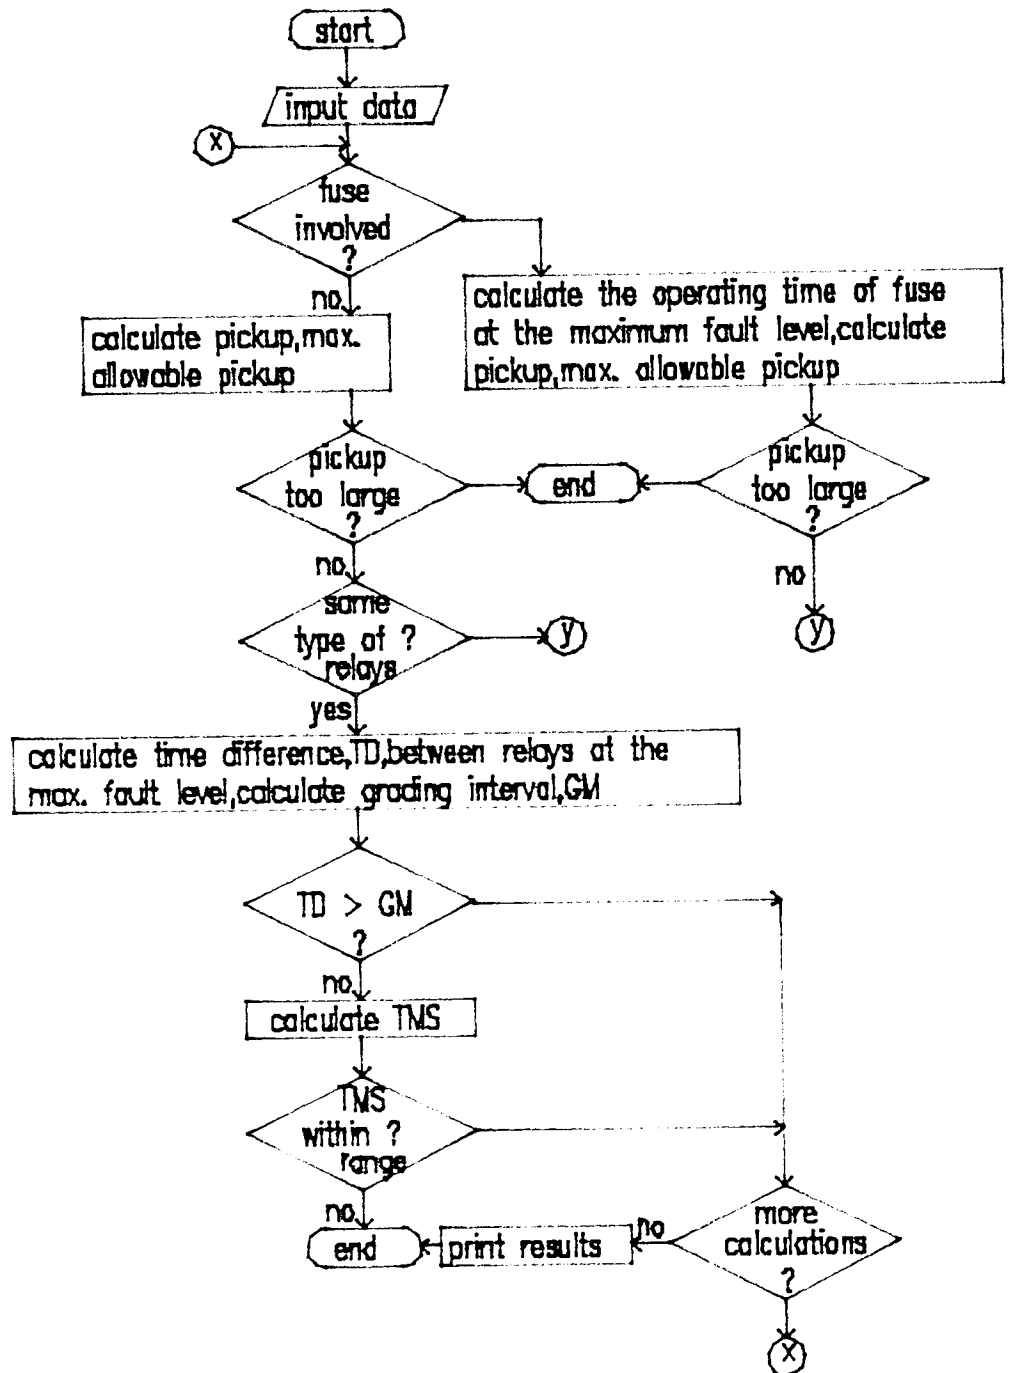 start
input data
x
fuse
involved
?
no
calculate the operating time of fuse
at the maximum fault level,calculate
pickup,max. allowable pickup
calculate pickup,max.
allowable pickup
pickup
too large
?
end
pickup
too large
?
no
no
same
type of ?
relays
y
y
yes
calculate time difference,TD,between relays at the
max. fault level,calculate grading interval,GM
TD > GM
?
no
calculate TMS
TMS
within ?
range
no
end
print results
no
more
calculations
?
x